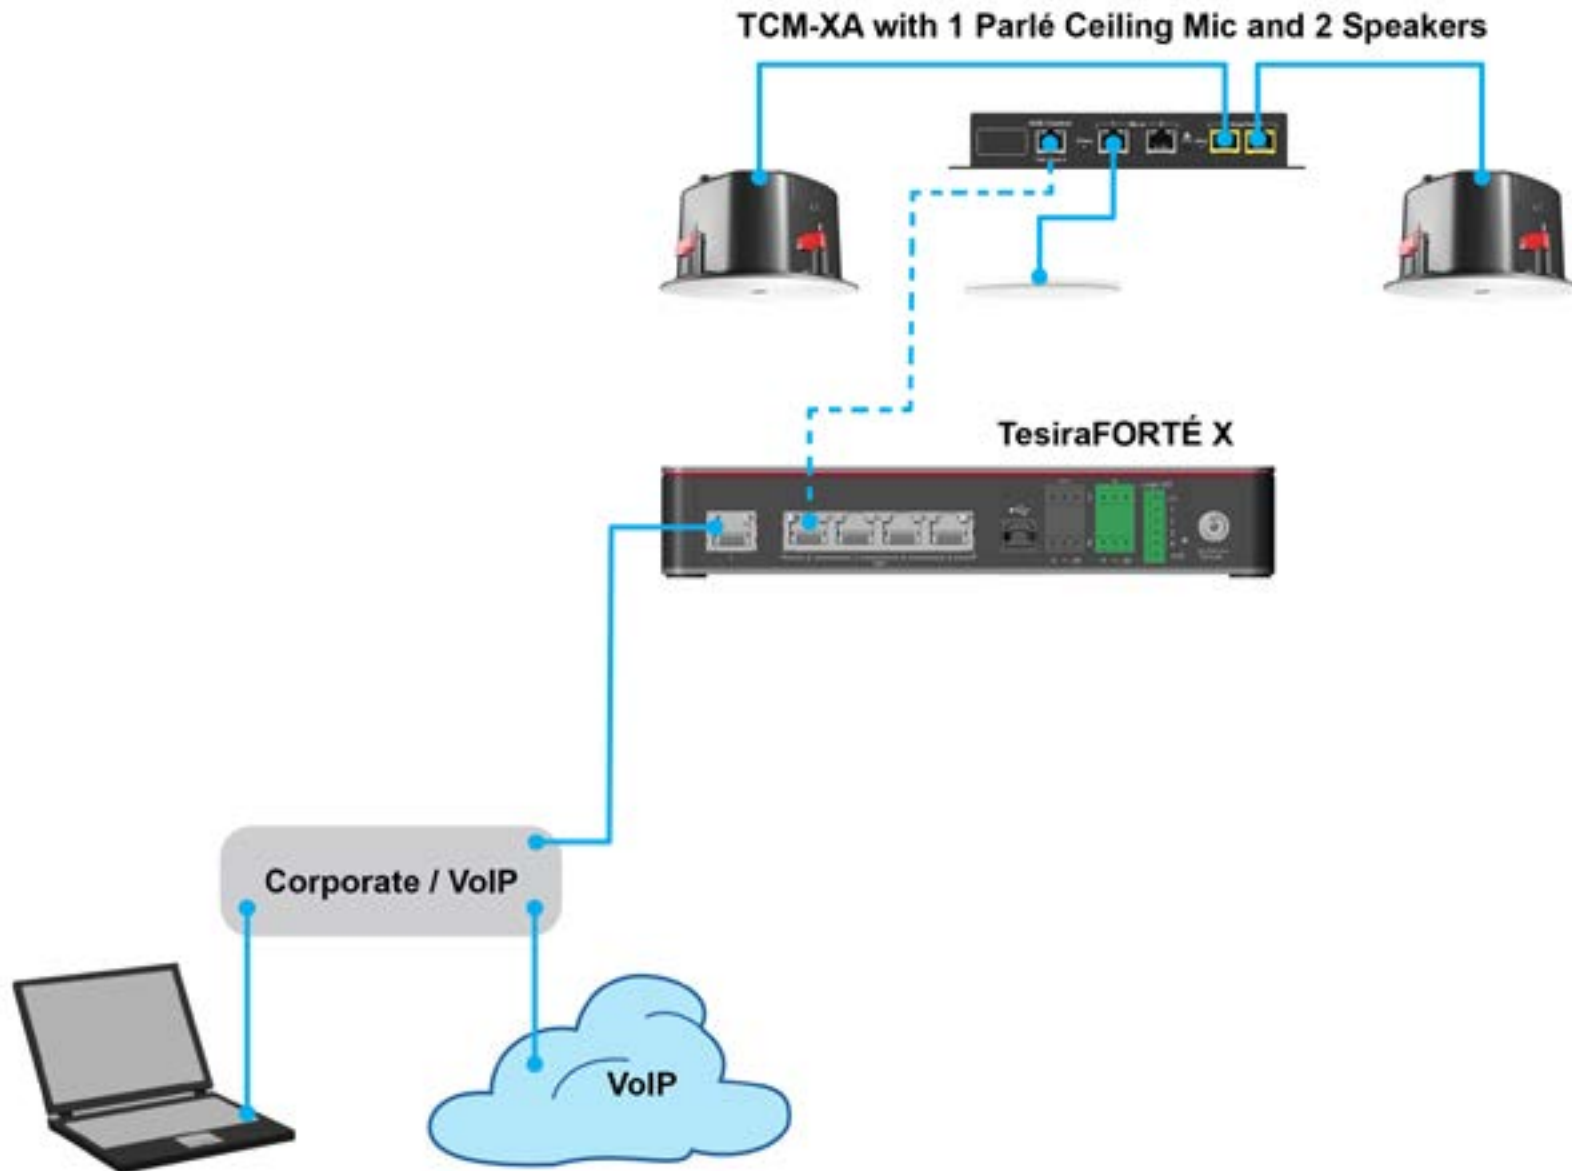 TCM-XA with 1 Parlé Ceiling Mic and 2 Speakers
TesiraFORTÉ X
Corporate / VoIP
VoIP